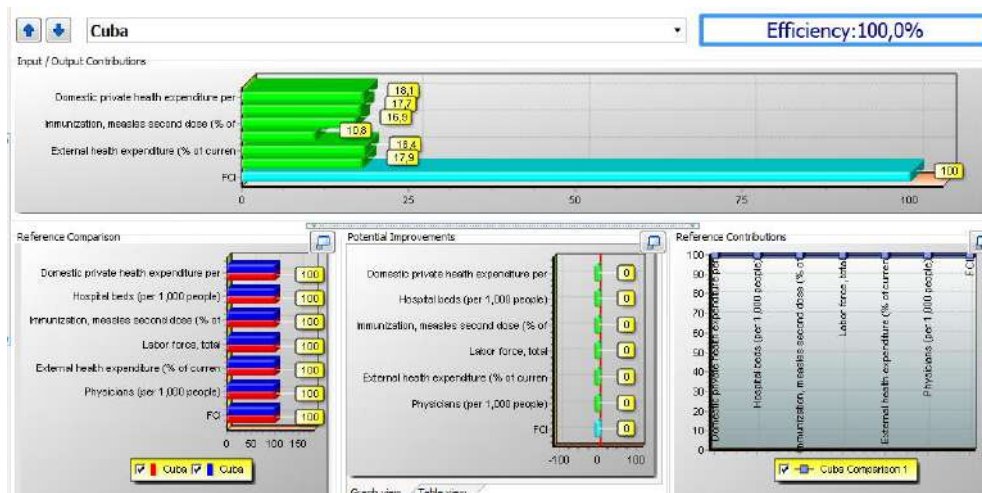 Cuba
Efficiency:100,0%
Input / Output Contributions
Domestic private health expenditure per
Immunization, measles second dose (% of
External health expenditure (% of curren
FCI
18,1
17,7
16,9
10,8
18,4
17,9
100
0
25
50
75
100
Reference Comparison
Domestic private health expenditure per
Hospital beds (per 1,000 people)
Immunization, measles second dose (% of
Labor force, total
External health expenditure (% of curren
Physicians (per 1,000 people)
FCI
100
100
100
100
100
100
100
0
50
100
150
Cuba
Cuba
Potential Improvements
Domestic private health expenditure per
Hospital beds (per 1,000 people)
Immunization, measles second dose (% of
Labor force, total
External health expenditure (% of curren
Physicians (per 1,000 people)
FCI
0
0
0
0
0
0
0
-100
0
100
Graph view
Table view
Reference Contributions
100
90
80
70
60
50
40
30
20
10
0
Domestic private health expenditure per
Hospital beds (per 1,000 people)
Immunization, measles second dose (% of
Labor force, total
External health expenditure (% of curren
Physicians (per 1,000 people)
FCI
Cuba Comparison 1